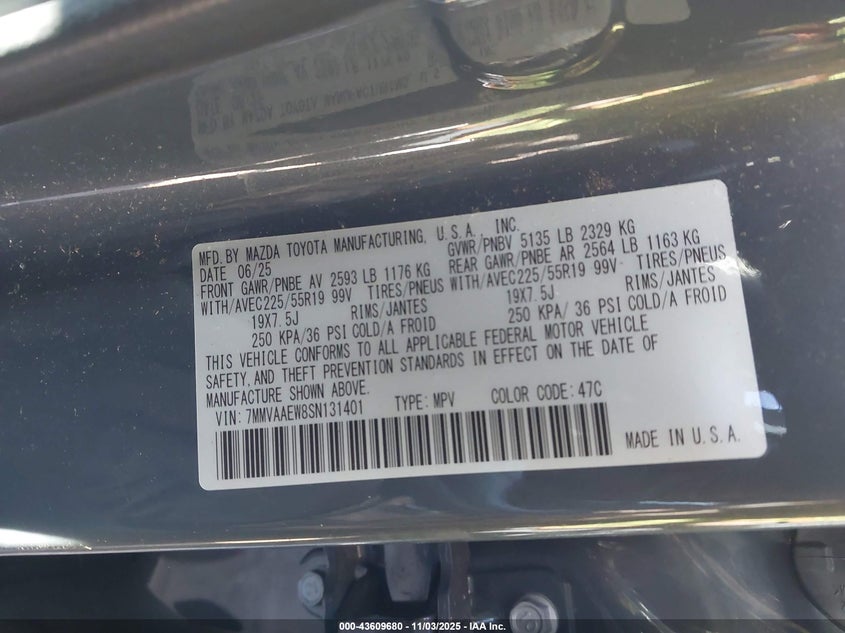 MFD. BY MAZDA TOYOTA MANUFACTURING, U.S.A. INC.
DATE 06/25 GVWR/PNBV 5135 LB 2329 KG
FRONT GAWR/PNBE AV 2593 LB 1176 KG REAR GAWR/PNBE AR 2564 LB 1163 KG
WITH/AVEC225/55R19 99V TIRES/PNEUS WITH/AVEC225/55R19 99V TIRES/PNEUS
19X7.5J RIMS/JANTES 19X7.5J RIMS/JANTES
250 KPA/36 PSI COLD/A FROID 250 KPA/36 PSI COLD/A FROID
THIS VEHICLE CONFORMS TO ALL APPLICABLE FEDERAL MOTOR VEHICLE
SAFETY, AND THEFT PREVENTION STANDARDS IN EFFECT ON THE DATE OF
MANUFACTURE SHOWN ABOVE.
VIN: 7MMVAAEW8SN131401 TYPE: MPV COLOR CODE: 47C
MADE IN U.S.A.
000-43609680 - 11/03/2025 - IAA Inc.